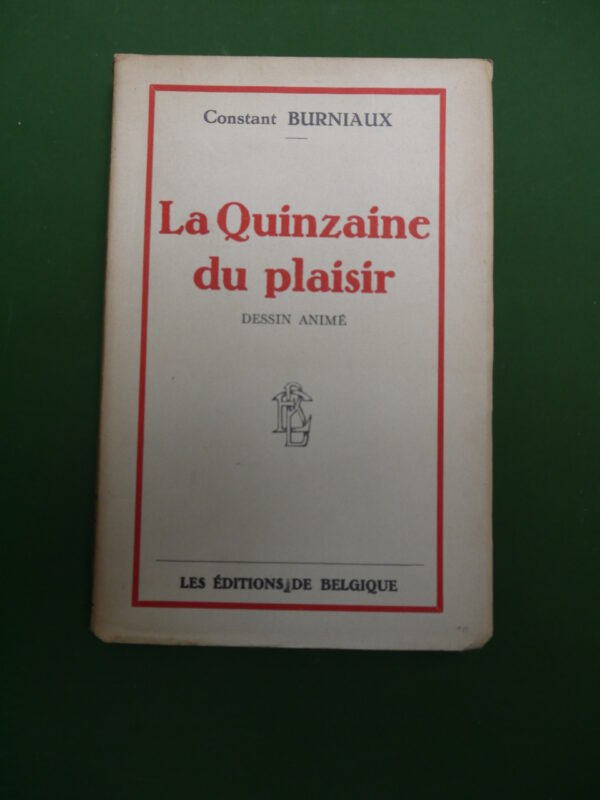 Constant BURNIAUX
La Quinzaine
du plaisir
DESSIN ANIMÉ
LES ÉDITIONS DE BELGIQUE